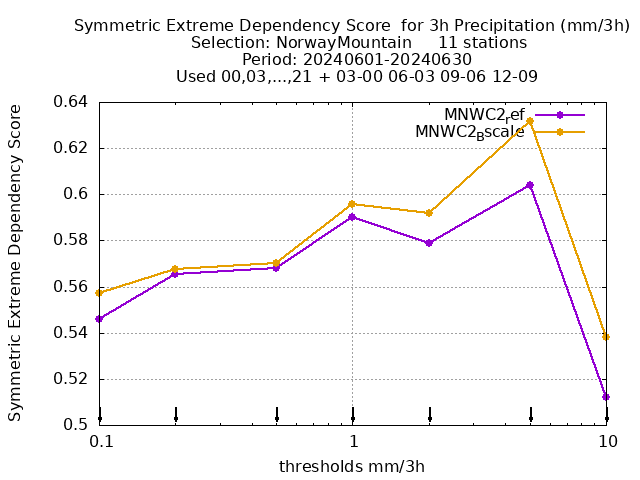 Symmetric Extreme Dependency Score  for 3h Precipitation (mm/3h)
Selection: NorwayMountain     11 stations
Period: 20240601-20240630
Used 00,03,...,21 + 03-00 06-03 09-06 12-09
MNWC2ref
MNWC2Bscale
Symmetric Extreme Dependency Score
0.64
0.62
0.6
0.58
0.56
0.54
0.52
0.5
0.1
1
10
thresholds mm/3h